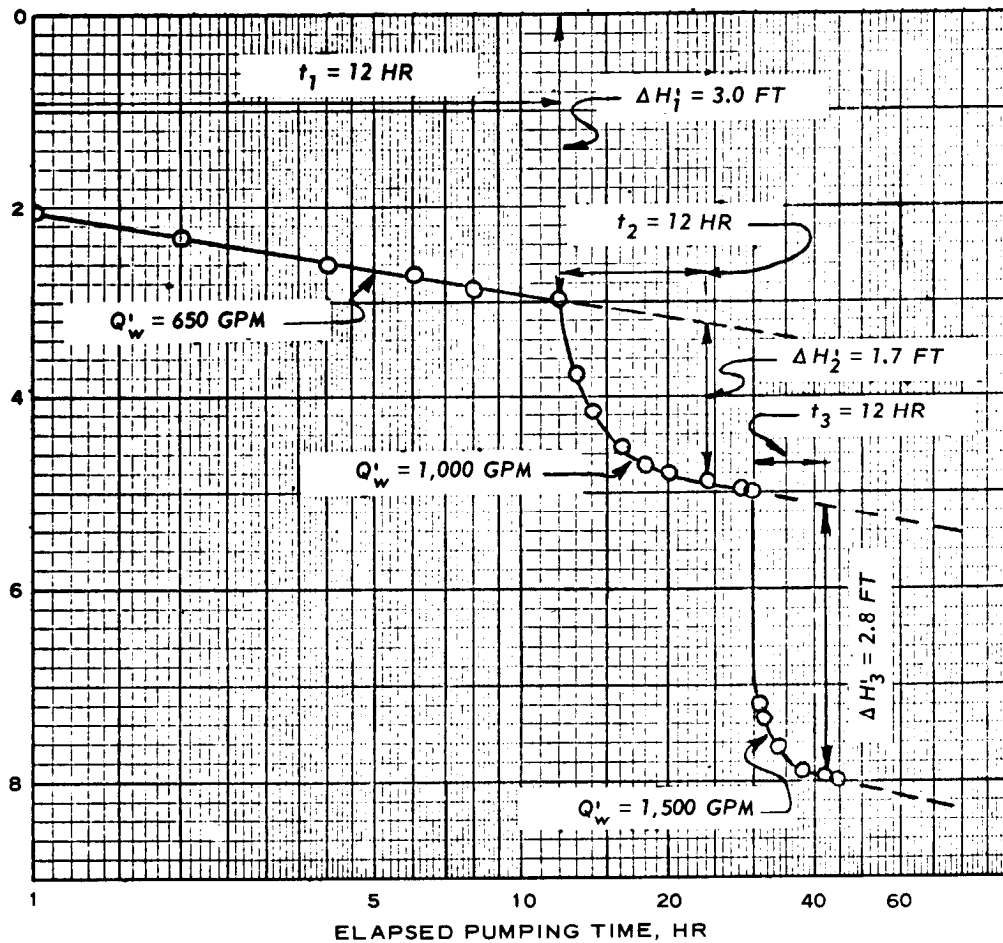 0
t₁ = 12 HR
ΔH'₁ = 3.0 FT
2
t₂ = 12 HR
Q'w = 650 GPM
ΔH'₂ = 1.7 FT
4
t₃ = 12 HR
Q'w = 1,000 GPM
6
ΔH'₃ = 2.8 FT
8
Q'w = 1,500 GPM
1 5 10 20 40 60
ELAPSED PUMPING TIME, HR